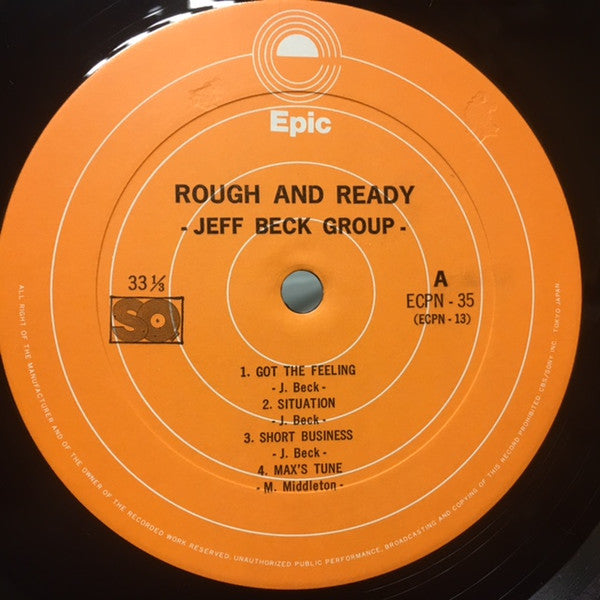 Epic
ROUGH AND READY
- JEFF BECK GROUP -
33 ⅓
SQ
A
ECPN - 35
(ECPN - 13)
1. GOT THE FEELING
- J. Beck -
2. SITUATION
- J. Beck -
3. SHORT BUSINESS
- J. Beck -
4. MAX'S TUNE
- M. Middleton -
ALL RIGHT OF THE MANUFACTURER AND OF THE OWNER OF THE RECORDED WORK RESERVED. UNAUTHORIZED PUBLIC PERFORMANCE, BROADCASTING AND COPYING OF THIS RECORD PROHIBITED. CBS/SONY INC. TOKYO JAPAN.